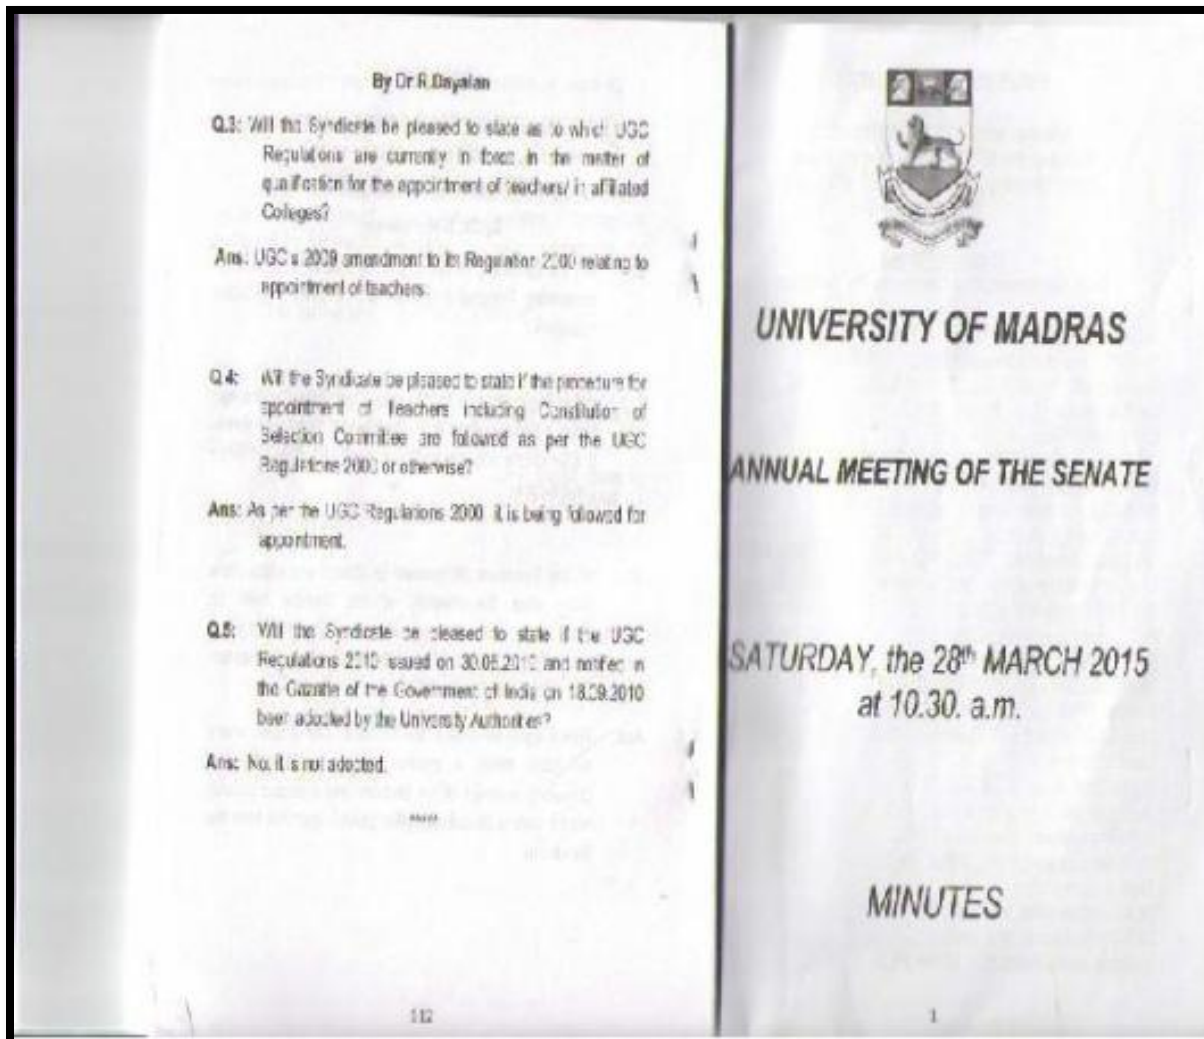 By Dr R.Dayalan
Q.3: Will the Syndicate be pleased to state as to which UGC
Regulations are currently in force in the matter of
qualification for the appointment of teachers/ in affiliated
Colleges?
Ans: UGC's 2009 amendment to its Regulation 2000 relating to
appointment of teachers.
Q.4: Will the Syndicate be pleased to state if the procedure for
appointment of Teachers including Constitution of
Selection Committee are followed as per the UGC
Regulations 2000 or otherwise?
Ans: As per the UGC Regulations 2000 it is being followed for
appointment.
Q.5: Will the Syndicate be pleased to state if the UGC
Regulations 2010 issued on and notified in
the Gazette of the Government of India on 18.09.2010
been adopted by the University Authorities?
Ans: No, it is not adopted.
*****
112
UNIVERSITY OF MADRAS
ANNUAL MEETING OF THE SENATE
SATURDAY, the 28th MARCH 2015
at 10.30. a.m.
MINUTES
1